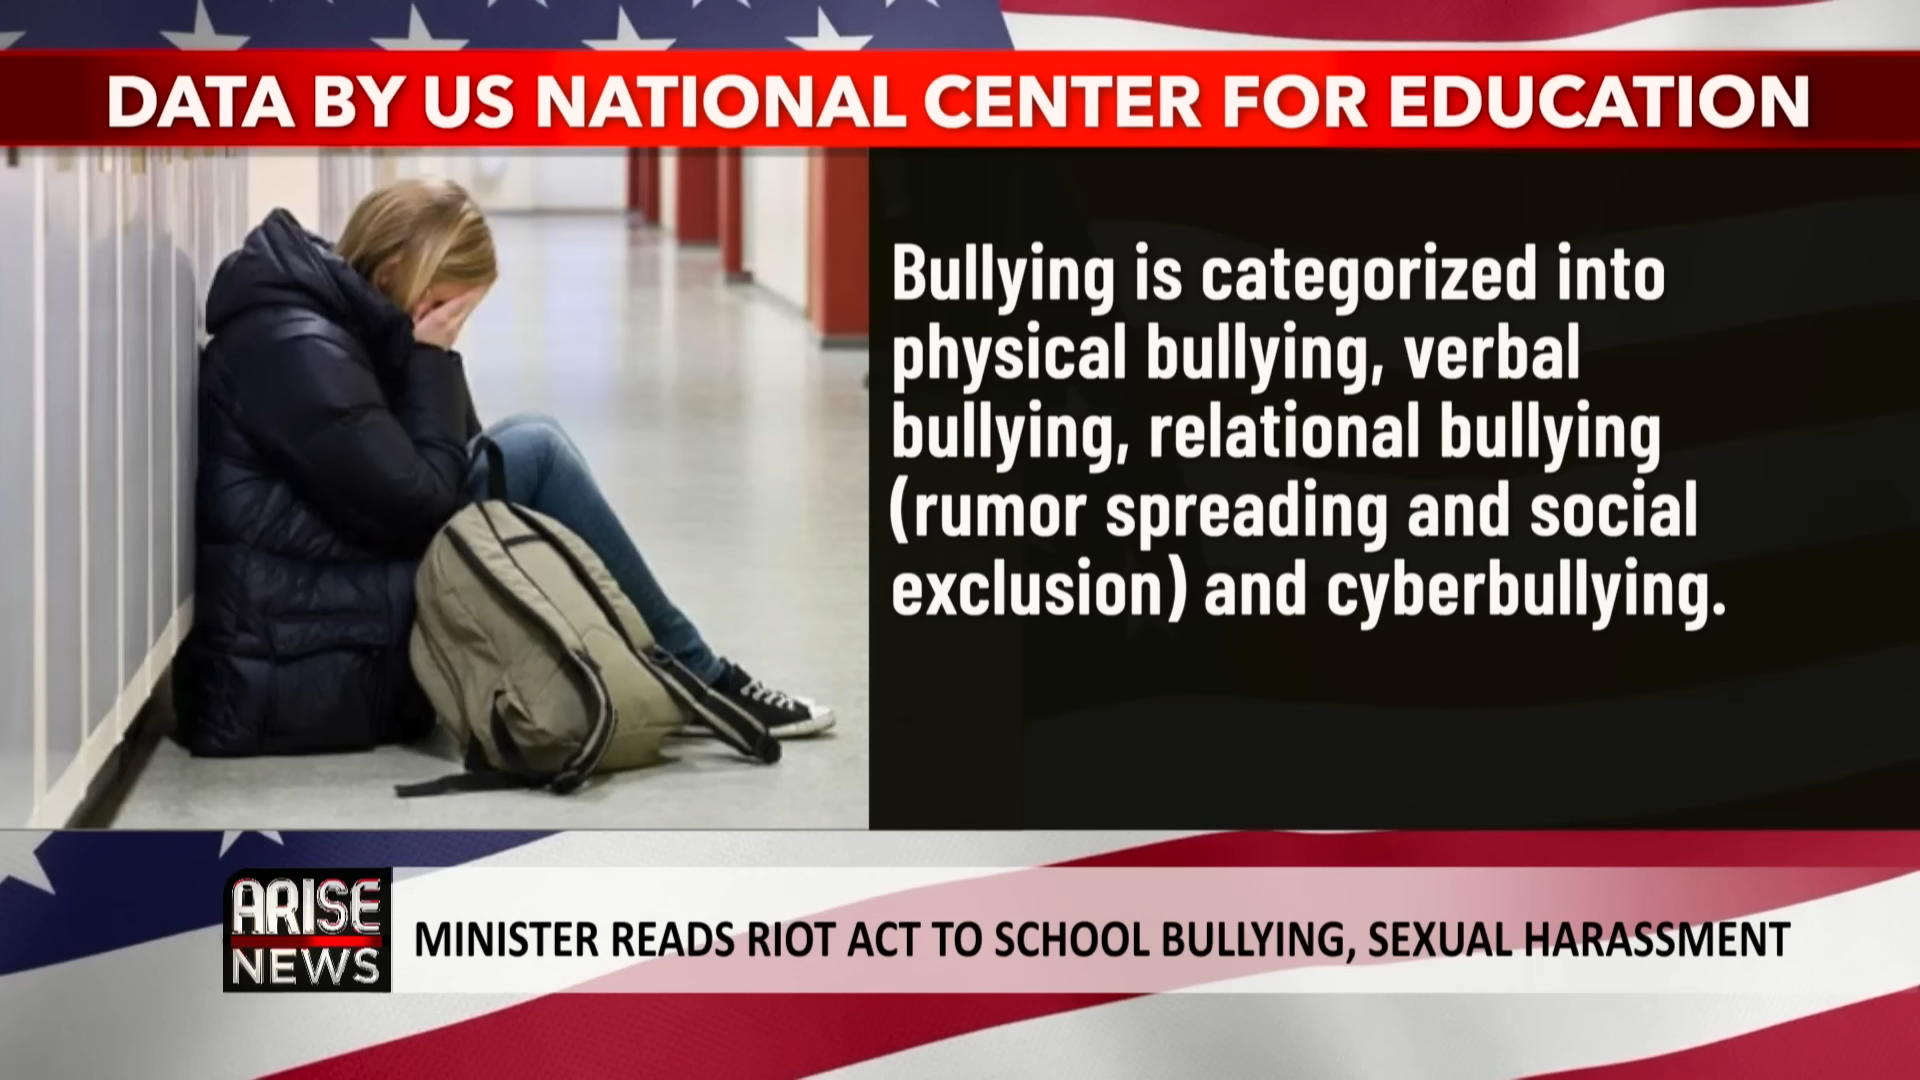 DATA BY US NATIONAL CENTER FOR EDUCATION
Bullying is categorized into
physical bullying, verbal
bullying, relational bullying
(rumor spreading and social
exclusion) and cyberbullying.
ARISE
NEWS
MINISTER READS RIOT ACT TO SCHOOL BULLYING, SEXUAL HARASSMENT